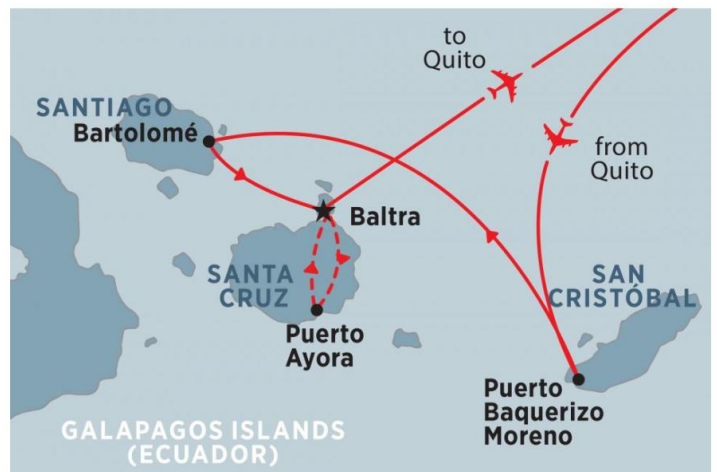 to
Quito
SANTIAGO
Bartolomé
from
Quito
Baltra
SANTA
CRUZ
SAN
CRISTÓBAL
Puerto
Ayora
Puerto
Baquerizo
Moreno
GALAPAGOS ISLANDS
(ECUADOR)